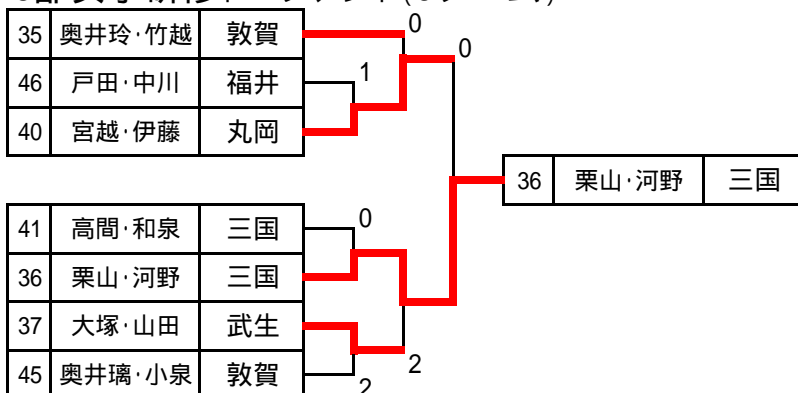 35 奥井玲・竹越 敦賀 0
0
46 戸田・中川 福井 1
40 宮越・伊藤 丸岡
36 栗山・河野 三国
41 高間・和泉 三国 0
36 栗山・河野 三国
37 大塚・山田 武生
2
45 奥井璃・小泉 敦賀 2